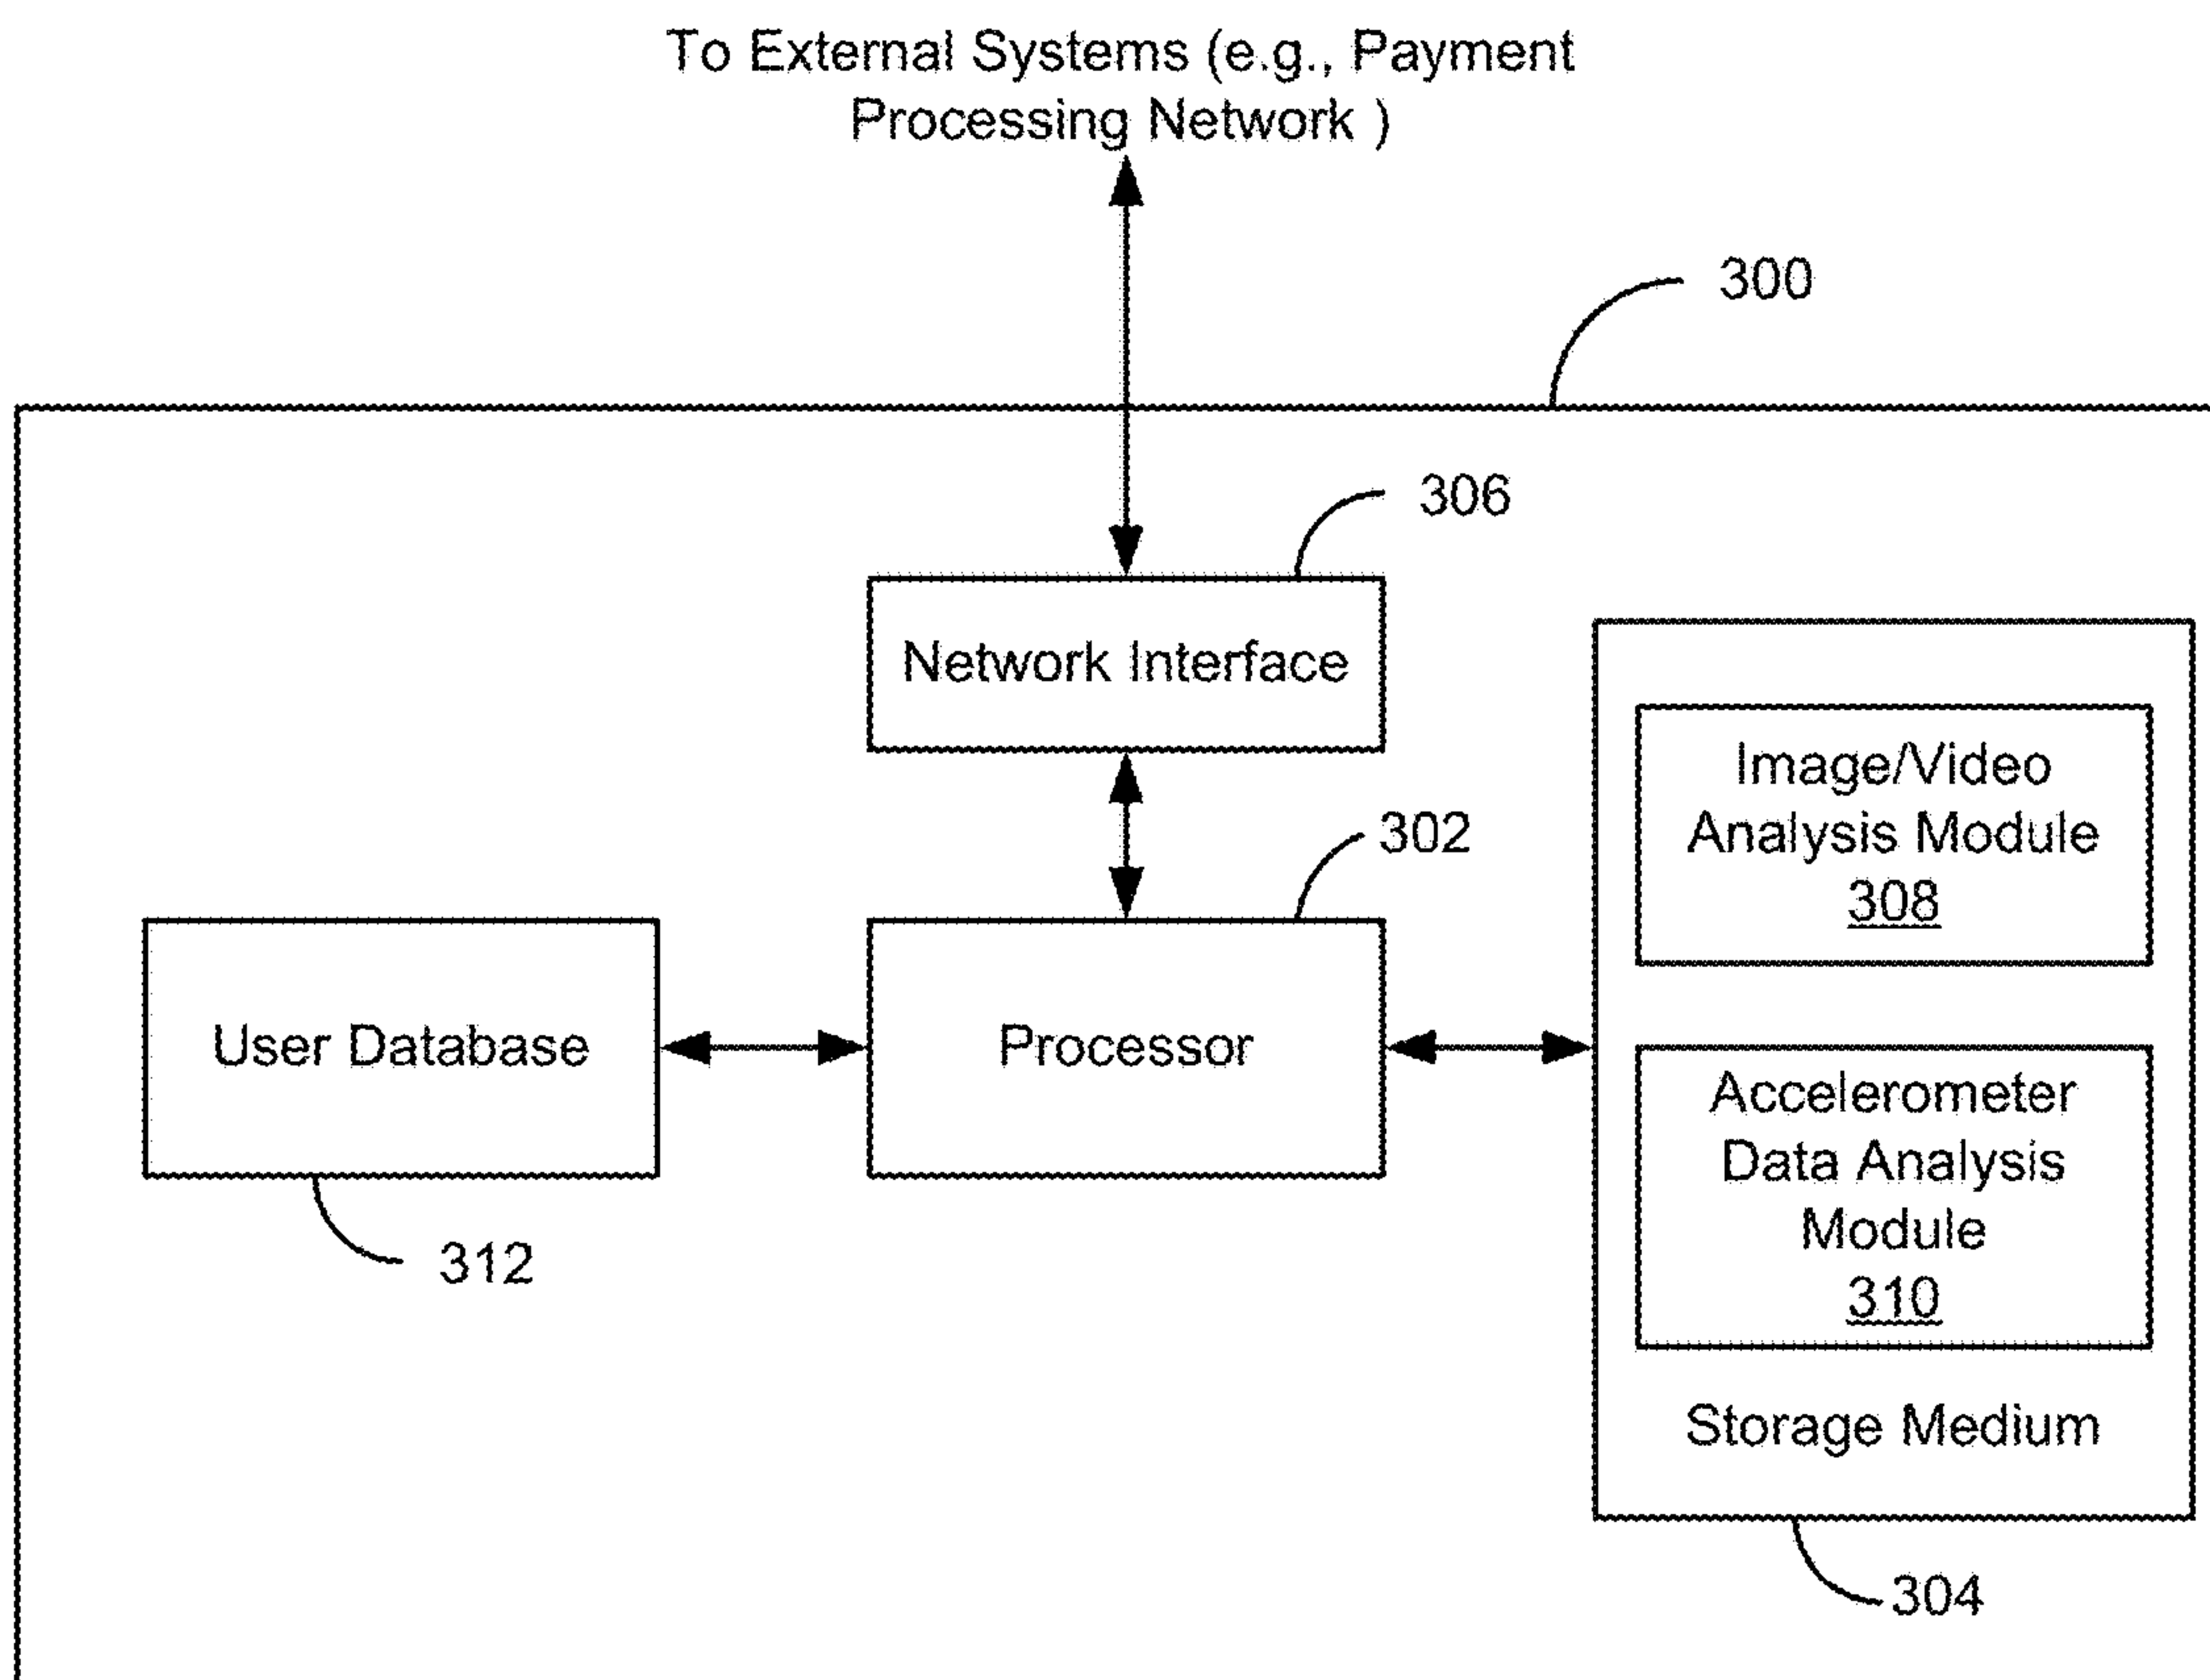 To External Systems (e.g., Payment
Processing Network )
300
306
Network Interface
Image/Video
Analysis Module
308
302
User Database
Processor
Accelerometer
Data Analysis
Module
310
312
Storage Medium
304